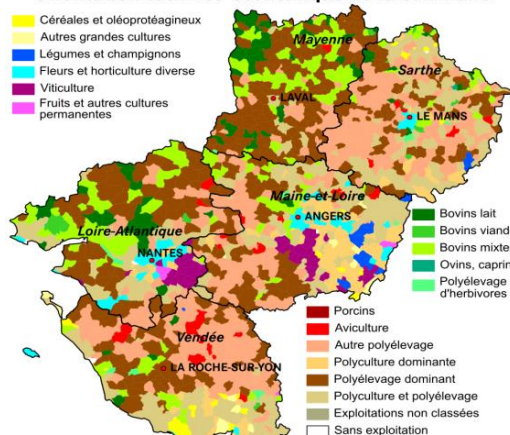 Céréales et oléoprotéagineux
Autres grandes cultures
Légumes et champignons
Fleurs et horticulture diverse
Viticulture
Fruits et autres cultures
permanentes
Mayenne
LAVAL
Sarthe
LE MANS
Loire-Atlantique
NANTES
Maine-et-Loire
ANGERS
Vendée
LA ROCHE-SUR-YON
Bovins lait
Bovins viand
Bovins mixte
Ovins, caprin
Polyélevage
d'herbivores
Porcins
Aviculture
Autre polyélevage
Polyculture dominante
Polyélevage dominant
Polyculture et polyélevage
Exploitations non classées
Sans exploitation